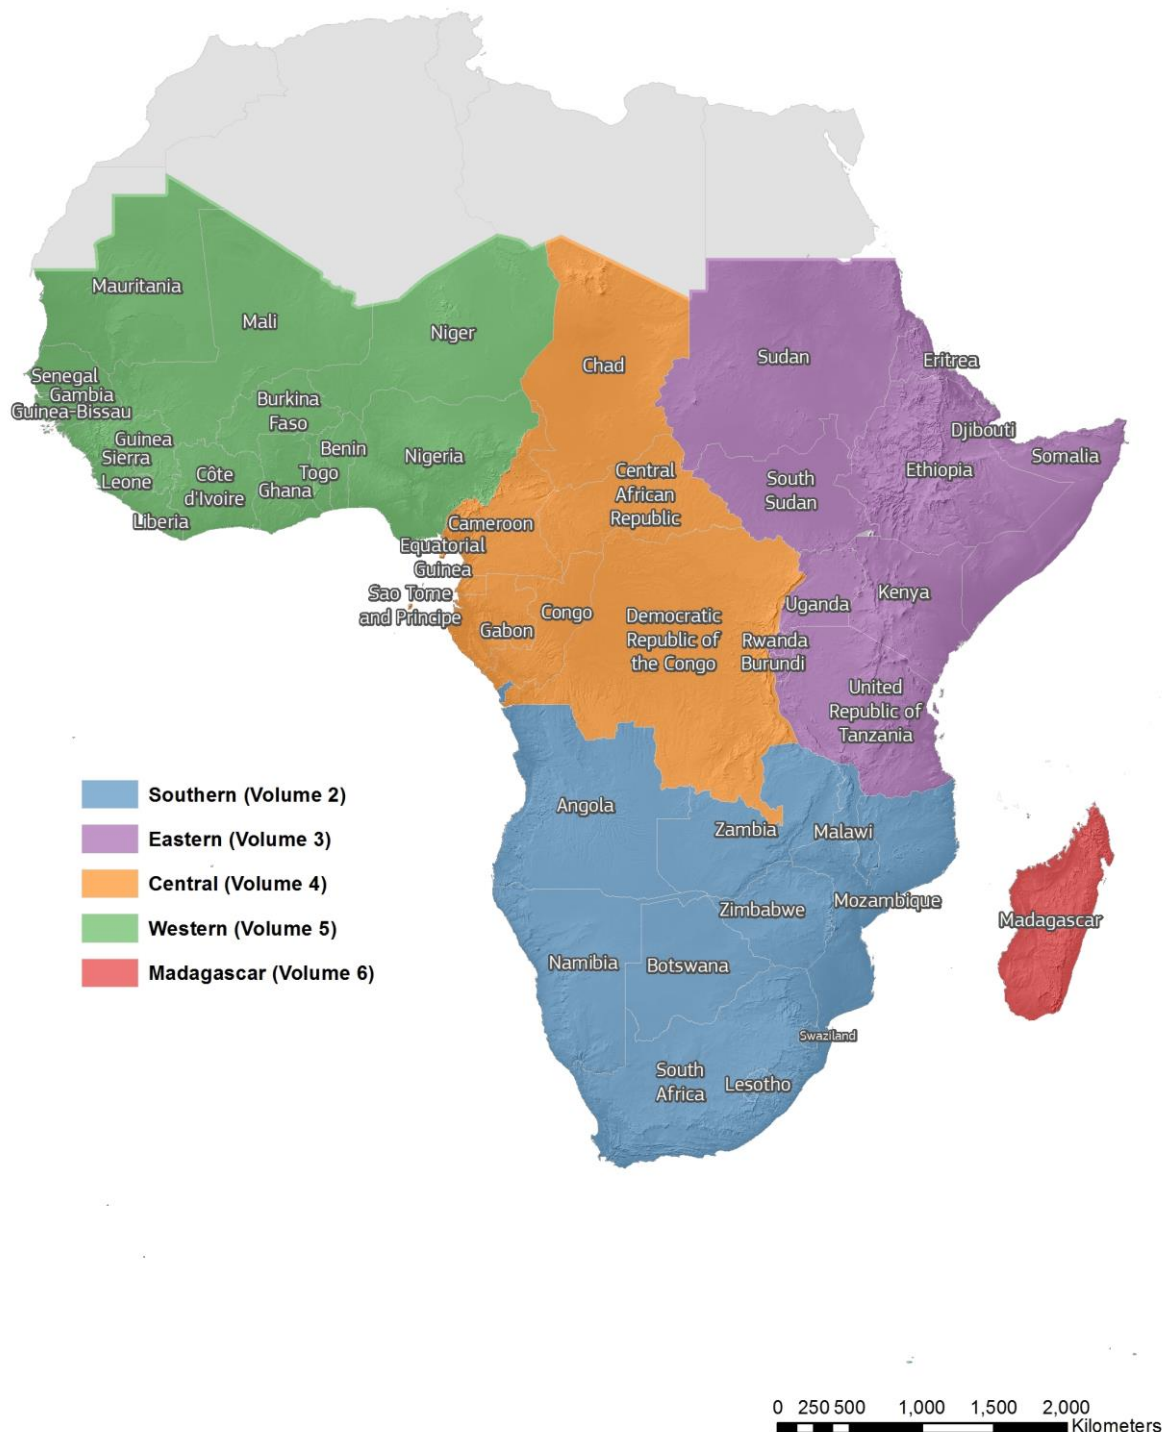 Mauritania
Mali
Niger
Chad
Sudan
Eritrea
Senegal
Gambia
Guinea-Bissau
Burkina
Faso
Djibouti
Guinea
Sierra
Leone
Benin
Nigeria
Togo
Côte
d'Ivoire
Ghana
Liberia
Central
African
Republic
South
Sudan
Ethiopia
Somalia
Cameroon
Equatorial
Guinea
Sao Tome
and Principe
Gabon
Congo
Democratic
Republic of
the Congo
Uganda
Kenya
Rwanda
Burundi
United
Republic of
Tanzania
Southern (Volume 2)
Eastern (Volume 3)
Central (Volume 4)
Western (Volume 5)
Madagascar (Volume 6)
Angola
Zambia
Malawi
Zimbabwe
Mozambique
Madagascar
Namibia
Botswana
Swaziland
South
Africa
Lesotho
0 250 500 1,000 1,500 2,000
Kilometers